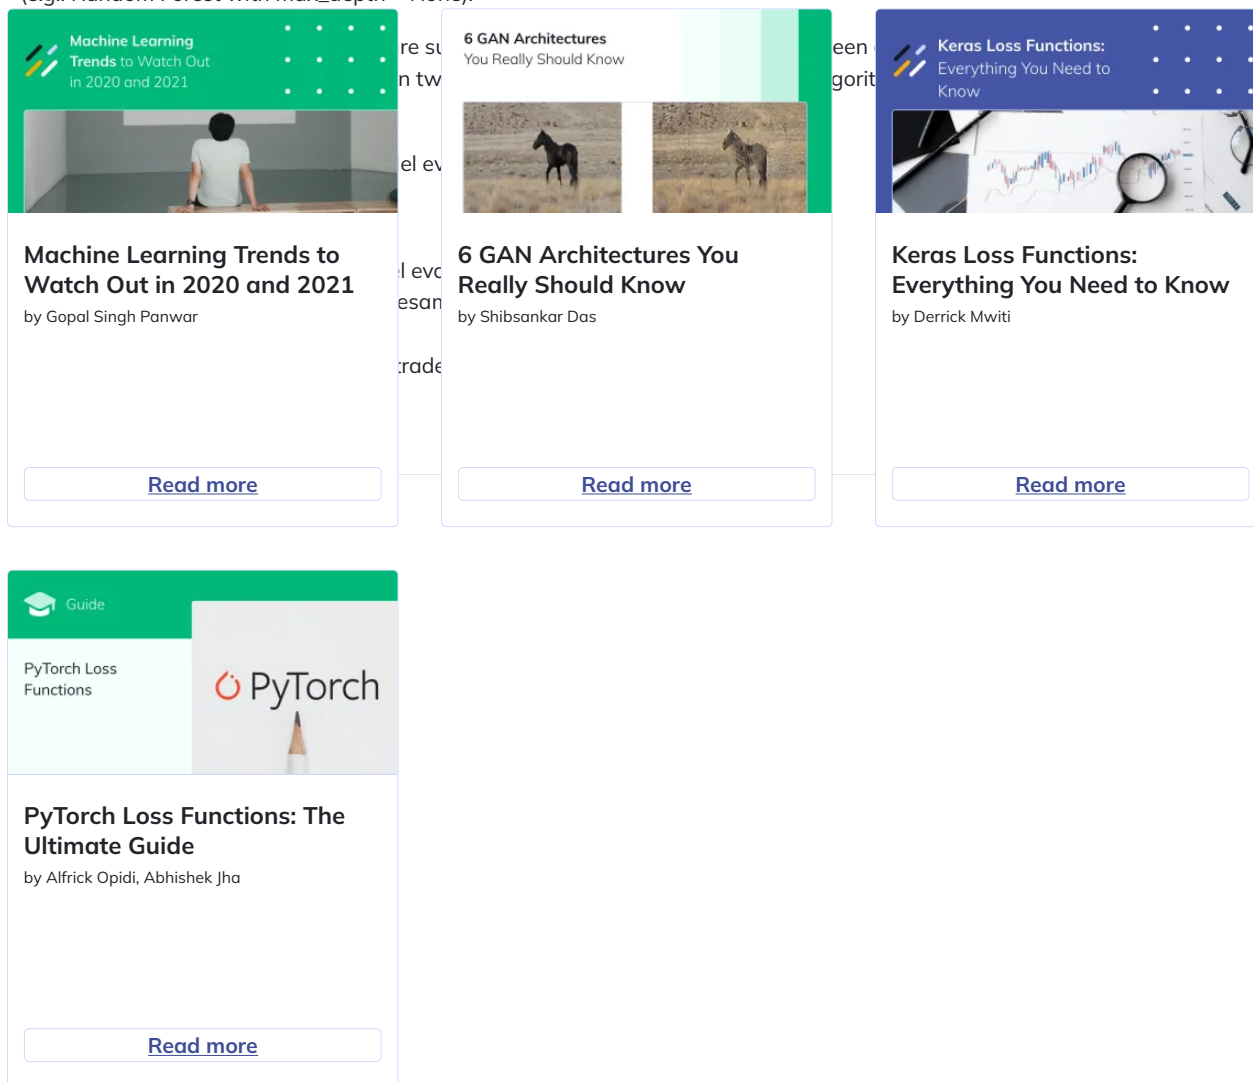 Machine Learning
Trends to Watch Out
in 2020 and 2021
Machine Learning Trends to
Watch Out in 2020 and 2021
by Gopal Singh Panwar
Read more
6 GAN Architectures
You Really Should Know
6 GAN Architectures You
Really Should Know
by Shibsankar Das
Read more
Keras Loss Functions:
Everything You Need to
Know
Keras Loss Functions:
Everything You Need to Know
by Derrick Mwiti
Read more
Guide
PyTorch Loss
Functions
PyTorch
PyTorch Loss Functions: The
Ultimate Guide
by Alfrick Opidi, Abhishek Jha
Read more